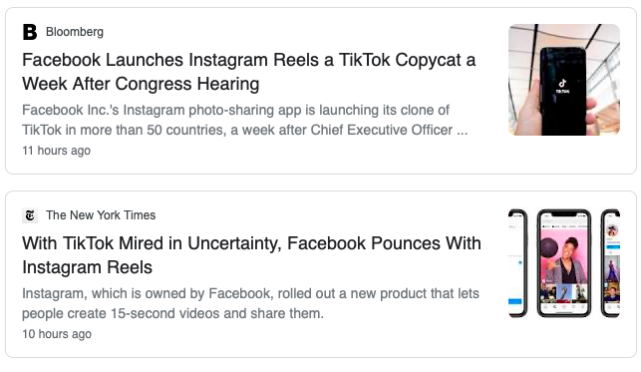 B Bloomberg
Facebook Launches Instagram Reels a TikTok Copycat a
Week After Congress Hearing
Facebook Inc.'s Instagram photo-sharing app is launching its clone of
TikTok in more than 50 countries, a week after Chief Executive Officer ...
11 hours ago
TikTok
T The New York Times
With TikTok Mired in Uncertainty, Facebook Pounces With
Instagram Reels
Instagram, which is owned by Facebook, rolled out a new product that lets
people create 15-second videos and share them.
10 hours ago